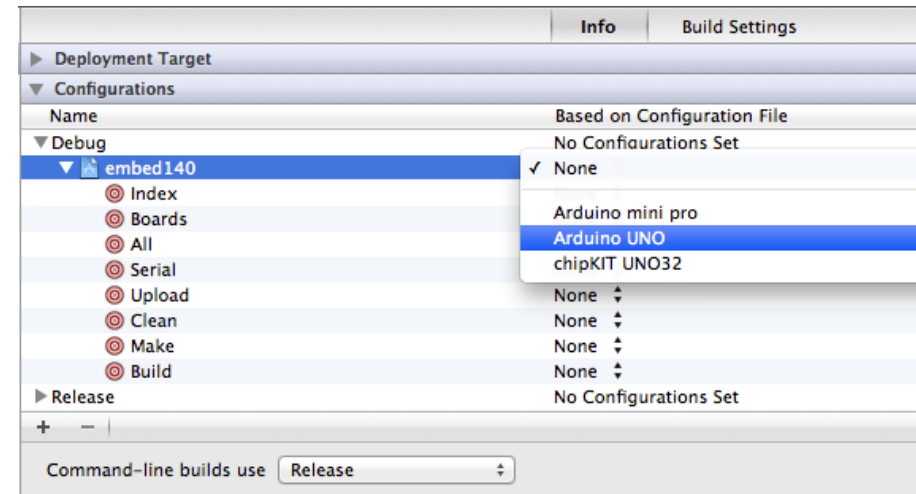 Info Build Settings
Deployment Target
Configurations
Name Based on Configuration File
Debug No Configurations Set
embed140 ✓ None
Index
Boards Arduino mini pro
All Arduino UNO
Serial chipKIT UNO32
Upload None
Clean None
Make None
Build None
Release No Configurations Set
+ −
Command-line builds use Release